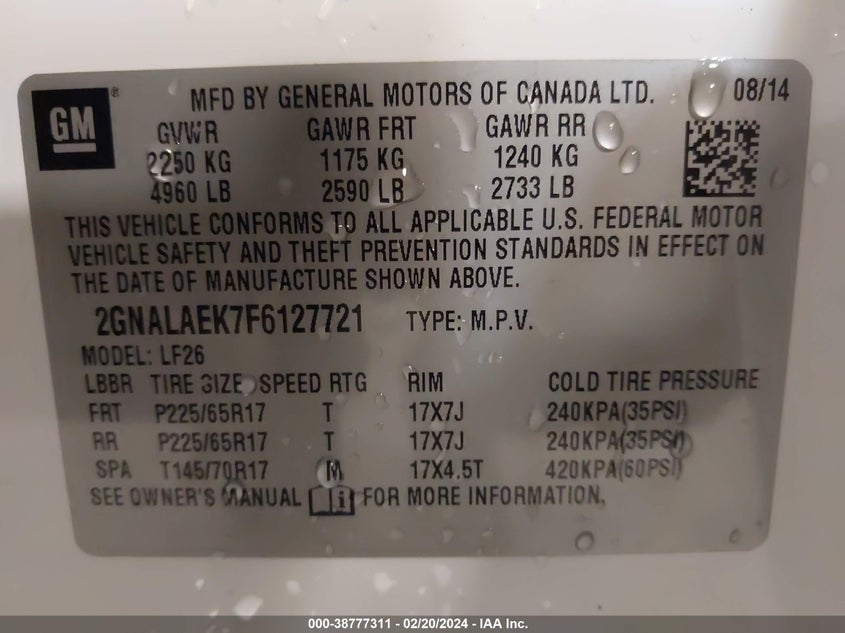 GM ®
MFD BY GENERAL MOTORS OF CANADA LTD. 08/14
GVWR GAWR FRT GAWR RR
2250 KG 1175 KG 1240 KG
4960 LB 2590 LB 2733 LB
THIS VEHICLE CONFORMS TO ALL APPLICABLE U.S. FEDERAL MOTOR
VEHICLE SAFETY AND THEFT PREVENTION STANDARDS IN EFFECT ON
THE DATE OF MANUFACTURE SHOWN ABOVE.
2GNALAEK7F6127721 TYPE: M.P.V.
MODEL: LF26
LBBR TIRE SIZE SPEED RTG RIM COLD TIRE PRESSURE
FRT P225/65R17 T 17X7J 240KPA(35PSI)
RR P225/65R17 T 17X7J 240KPA(35PSI)
SPA T145/70R17 M 17X4.5T 420KPA(60PSI)
SEE OWNER'S MANUAL i FOR MORE INFORMATION.
000-38777311 - 02/20/2024 - IAA Inc.